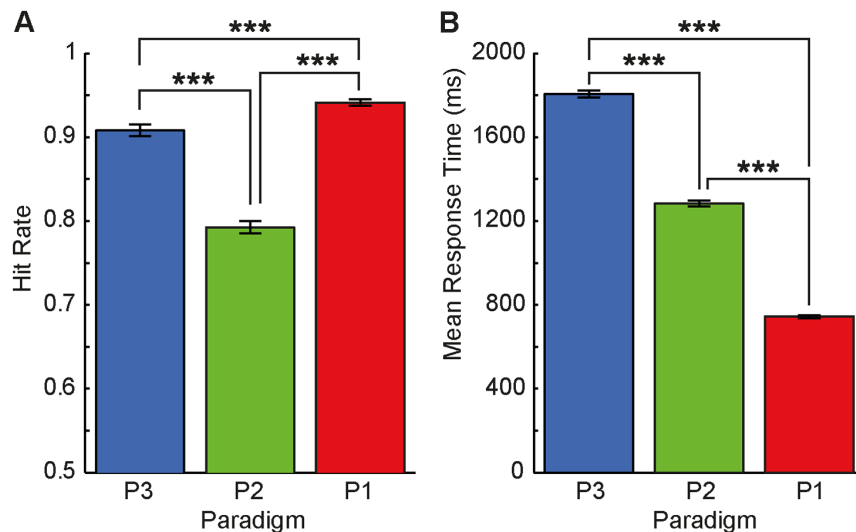 A
***
***
***
1
0.9
0.8
0.7
0.6
0.5
Hit Rate
P3 P2 P1
Paradigm
B
***
***
***
2000
1600
1200
800
400
0
Mean Response Time (ms)
P3 P2 P1
Paradigm